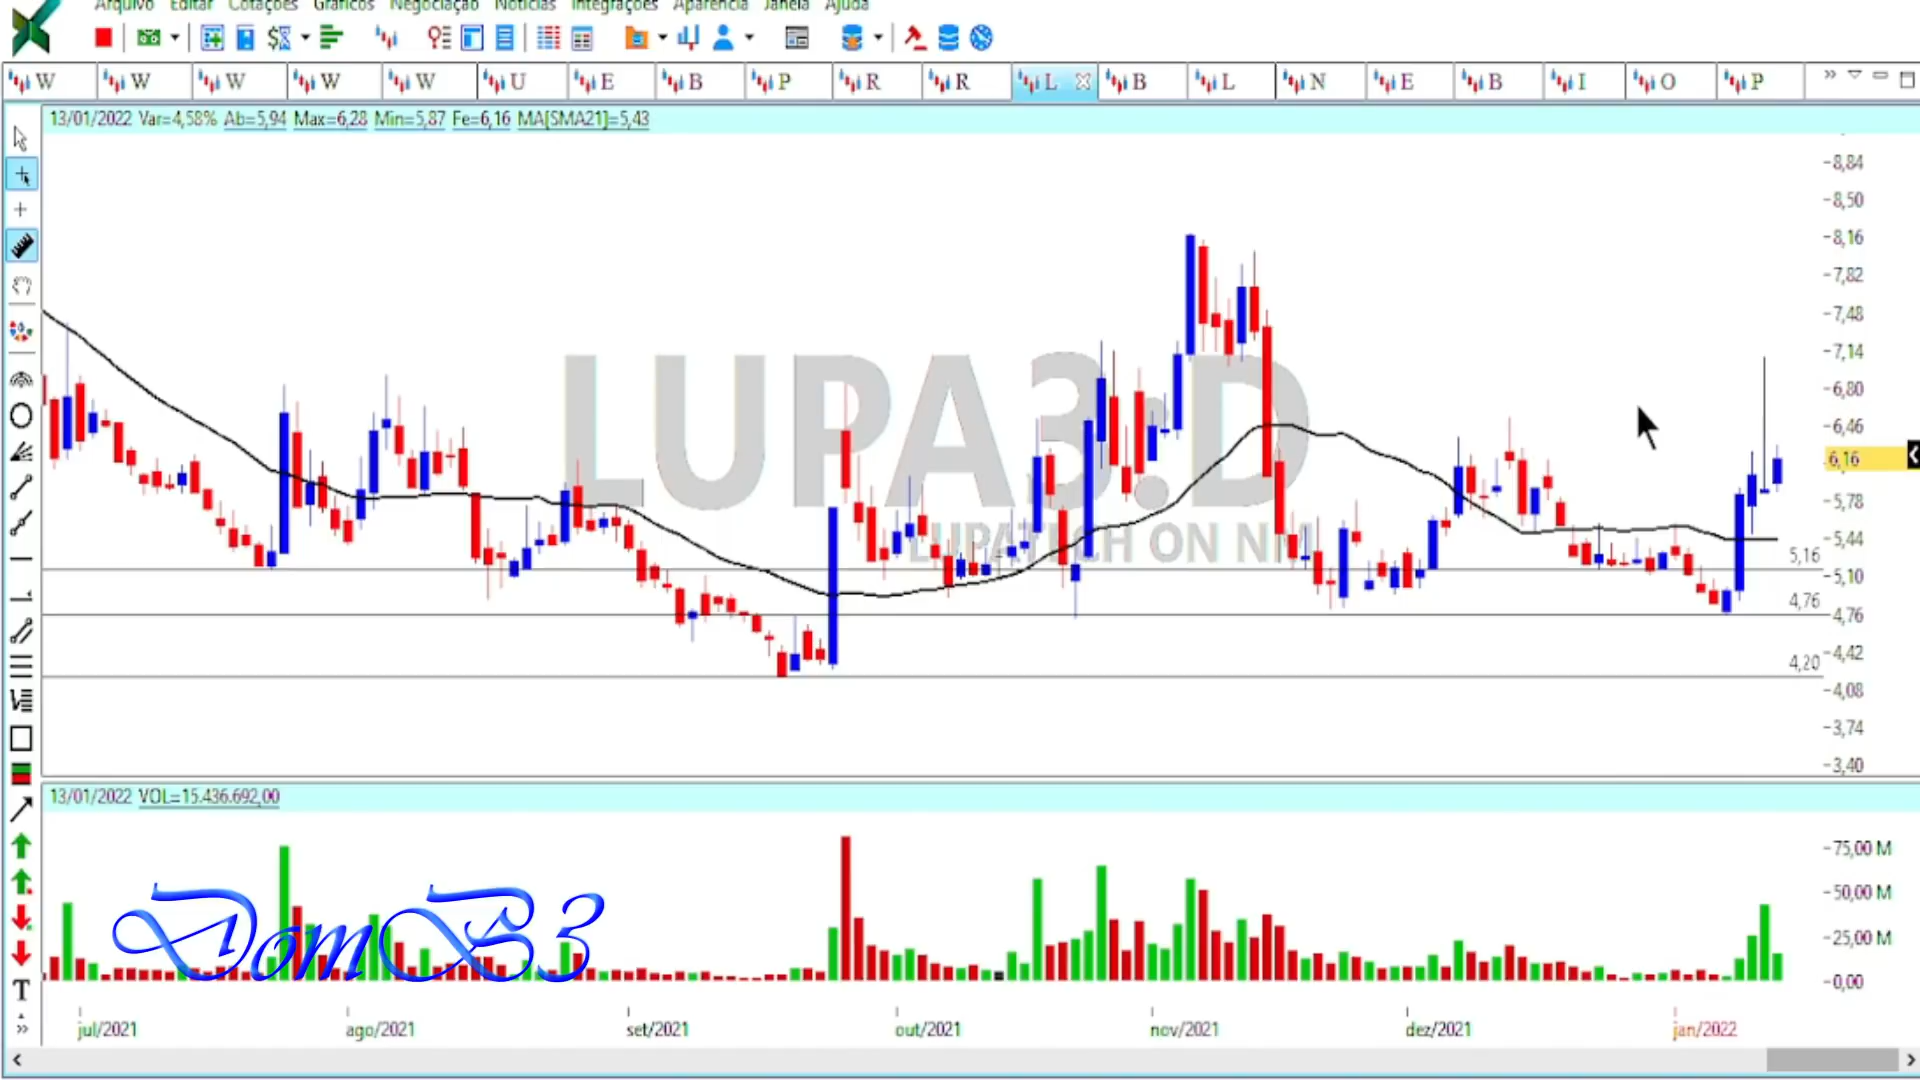 Arquivo Editar Cotações Gráficos Negociação Notícias Integrações Aparência Janela Ajuda
W W W W W U E B P R R L B L N E B I O P
13/01/2022 Var=4,58% Ab=5,94 Max=6,28 Min=5,87 Fe=6,16 MA[SMA21]=5,43
8,84
8,50
8,16
7,82
7,48
7,14
6,80
6,46
6,16
5,78
5,44
5,16
5,10
4,76
4,76
4,42
4,20
4,08
3,74
3,40
LUPA3:D
LUPATECH ON NM
13/01/2022 VOL=15.436.692,00
75,00 M
50,00 M
25,00 M
0,00
DomB3
T
jul/2021 ago/2021 set/2021 out/2021 nov/2021 dez/2021 jan/2022